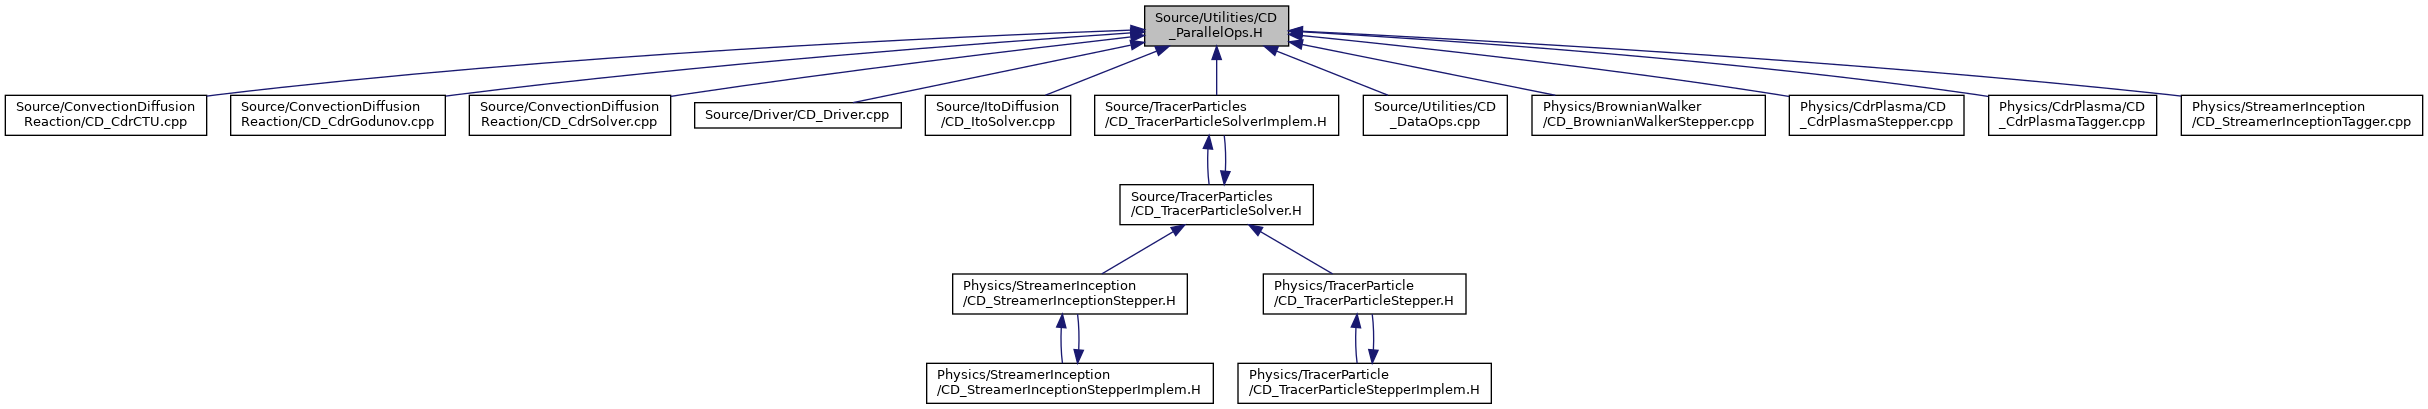 Source/Utilities/CD
_ParallelOps.H
Source/ConvectionDiffusion
Reaction/CD_CdrCTU.cpp
Source/ConvectionDiffusion
Reaction/CD_CdrGodunov.cpp
Source/ConvectionDiffusion
Reaction/CD_CdrSolver.cpp
Source/Driver/CD_Driver.cpp
Source/ItoDiffusion
/CD_ItoSolver.cpp
Source/TracerParticles
/CD_TracerParticleSolverImplem.H
Source/Utilities/CD
_DataOps.cpp
Physics/BrownianWalker
/CD_BrownianWalkerStepper.cpp
Physics/CdrPlasma/CD
_CdrPlasmaStepper.cpp
Physics/CdrPlasma/CD
_CdrPlasmaTagger.cpp
Physics/StreamerInception
/CD_StreamerInceptionTagger.cpp
Source/TracerParticles
/CD_TracerParticleSolver.H
Physics/StreamerInception
/CD_StreamerInceptionStepper.H
Physics/TracerParticle
/CD_TracerParticleStepper.H
Physics/StreamerInception
/CD_StreamerInceptionStepperImplem.H
Physics/TracerParticle
/CD_TracerParticleStepperImplem.H